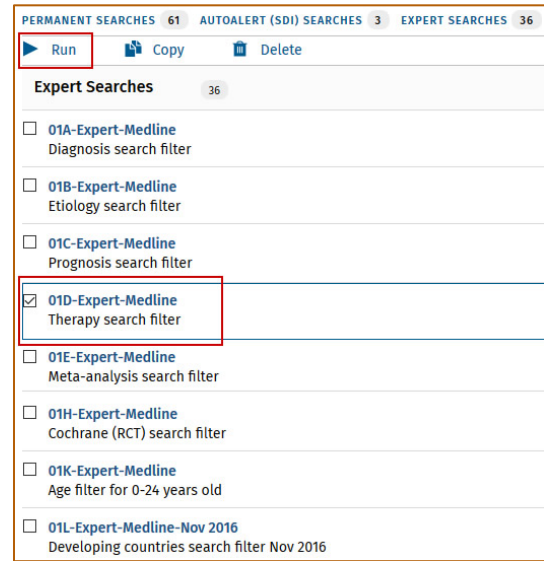 PERMANENT SEARCHES 61 AUTOALERT (SDI) SEARCHES 3 EXPERT SEARCHES 36
Run Copy Delete
Expert Searches 36
01A-Expert-Medline
Diagnosis search filter
01B-Expert-Medline
Etiology search filter
01C-Expert-Medline
Prognosis search filter
01D-Expert-Medline
Therapy search filter
01E-Expert-Medline
Meta-analysis search filter
01H-Expert-Medline
Cochrane (RCT) search filter
01K-Expert-Medline
Age filter for 0-24 years old
01L-Expert-Medline-Nov 2016
Developing countries search filter Nov 2016